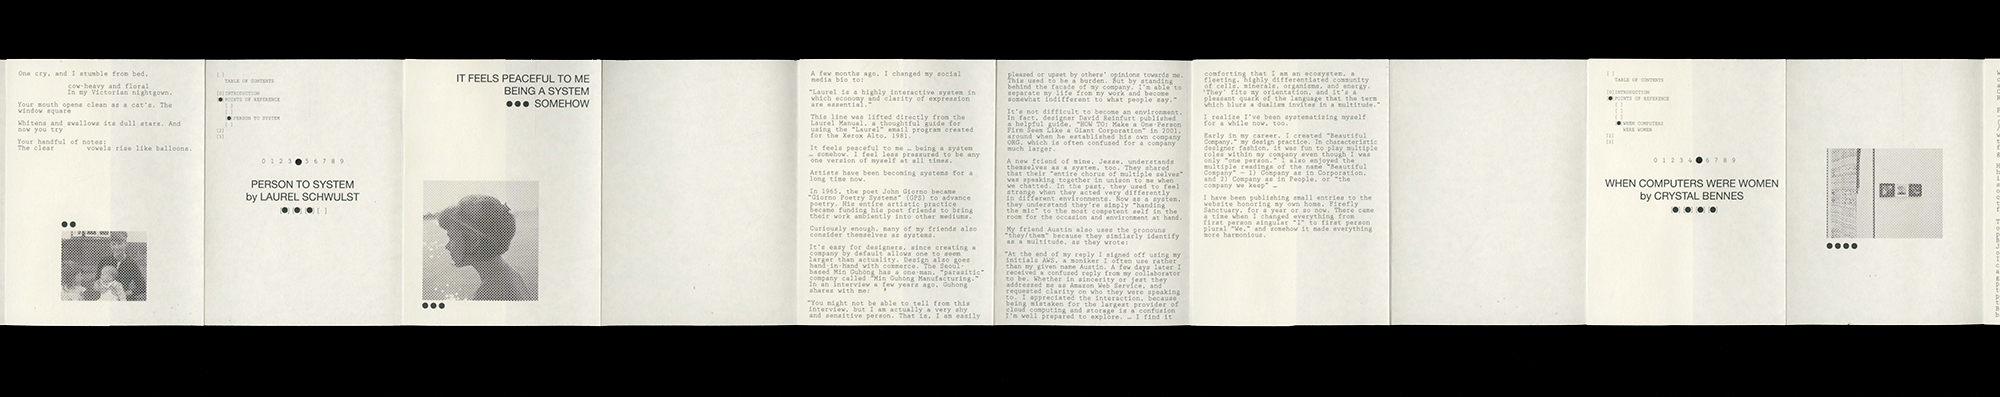 One cry, and I stumble from bed,
cow-heavy and floral
In my Victorian nightgown.
Your mouth opens clean as a cat's. The
window square
Whitens and swallows its dull stars. And
now you try
Your handful of notes;
The clear vowels rise like balloons.
[ ]
TABLE OF CONTENTS
[0]INTRODUCTION
POINTS OF REFERENCE
[ ]
[ ]
PERSON TO SYSTEM
[ ]
[2]
[3]
0 1 2 3 ● 5 6 7 8 9
PERSON TO SYSTEM
by LAUREL SCHWULST
[●][●][●][ ]
IT FEELS PEACEFUL TO ME
BEING A SYSTEM
●●● SOMEHOW
A few months ago, I changed my social
media bio to:
"Laurel is a highly interactive system in
which economy and clarity of expression
are essential."
This line was lifted directly from the
Laurel Manual, a thoughtful guide for
using the "Laurel" email program created
for the Xerox Alto, 1981.
It feels peaceful to me … being a system
… somehow. I feel less pressured to be any
one version of myself at all times.
Artists have been becoming systems for a
long time now.
In 1965, the poet John Giorno became
"Giorno Poetry Systems" (GPS) to advance
poetry. His entire artistic practice
became funding his poet friends to bring
their work ambiently into other mediums.
Curiously enough, many of my friends also
consider themselves as systems.
It's easy for designers, since creating a
company by default allows one to seem
larger than actuality. Design also goes
hand-in-hand with commerce. The Seoul-
based Min Guhong has a one-man, "parasitic"
company called "Min Guhong Manufacturing."
In an interview a few years ago, Guhong
shares with me:
"You might not be able to tell from this
interview, but I am actually a very shy
and sensitive person. That is, I am easily
pleased or upset by others' opinions towards me.
This used to be a burden. But by standing
behind the facade of my company, I'm able to
separate my life from my work and become
somewhat indifferent to what people say."
It's not difficult to become an environment.
In fact, designer David Reinfurt published
a helpful guide, "HOW TO: Make a One-Person
Firm Seem Like a Giant Corporation" in 2001,
around when he established his own company
ORG, which is often confused for a company
much larger.
A new friend of mine, Jesse, understands
themselves as a system, too. They shared
that their "entire chorus of multiple selves"
was speaking together in unison to me when
we chatted. In the past, they used to feel
strange when they acted very differently
in different environments. Now as a system,
they understand they're simply "handing
the mic" to the most competent self in the
room for the occasion and environment at hand.
My friend Austin also uses the pronouns
"they/them" because they similarly identify
as a multitude, as they wrote:
"At the end of my reply I signed off using my
initials AWS, a moniker I often use rather
than my given name Austin. A few days later I
received a confused reply from my collaborator
to be. Whether in sincerity or jest they
addressed me as Amazon Web Service, and
requested clarity on who they were speaking
to. I appreciated the interaction, because
being mistaken for the largest provider of
cloud computing and storage is a confusion
I'm well prepared to explore. … I find it
comforting that I am an ecosystem, a
fleeting, highly differentiated community
of cells, minerals, organisms, and energy.
'They' fits my orientation, and it's a
pleasant quark of the language that the term
which blurs a dualism invites in a multitude."
I realize I've been systematizing myself
for a while now, too.
Early in my career, I created "Beautiful
Company," my design practice. In characteristic
designer fashion, it was fun to play multiple
roles within my company even though I was
only "one person." I also enjoyed the
multiple readings of the name "Beautiful
Company" — 1) Company as in Corporation,
and 2) Company as in People, or "the
company we keep" …
I have been publishing small entries to the
website honoring my own home, Firefly
Sanctuary, for a year or so now. There came
a time when I changed everything from
first person singular "I" to first person
plural "We," and somehow it made everything
more harmonious.
[ ]
TABLE OF CONTENTS
[0]INTRODUCTION
POINTS OF REFERENCE
[ ]
[ ]
[ ]
WHEN COMPUTERS
WERE WOMEN
[2]
[3]
0 1 2 3 4 ● 6 7 8 9
WHEN COMPUTERS WERE WOMEN
by CRYSTAL BENNES
[●][●][●][●]